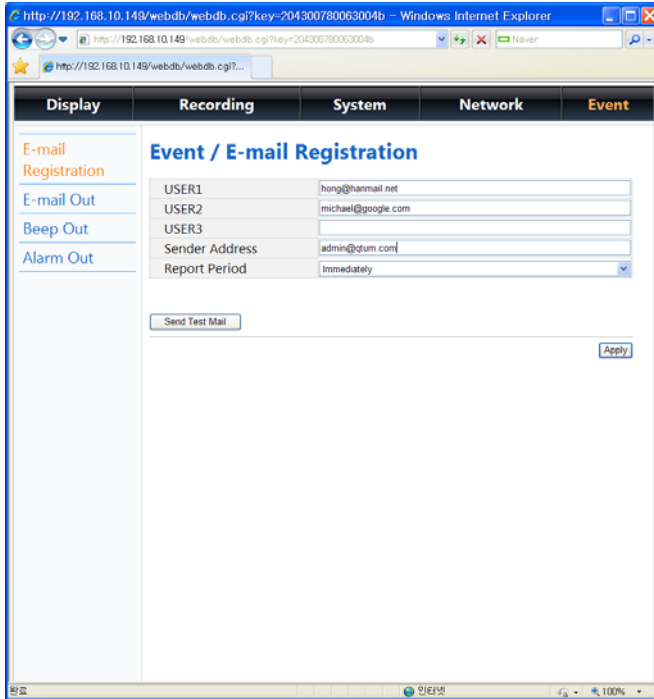 http://192.168.10.149/webdb/webdb.cgi?key=204300780063004b - Windows Internet Explorer
http://192.168.10.149/webdb/webdb.cgi?key=204300780063004b
Naver
http://192.168.10.149/webdb/webdb.cgi?...
Display Recording System Network Event
E-mail Registration
E-mail Out
Beep Out
Alarm Out
Event / E-mail Registration
USER1 hong@hanmail.net
USER2 michael@google.com
USER3
Sender Address admin@qtum.com
Report Period Immediately
Send Test Mail
Apply
완료 인터넷 100%